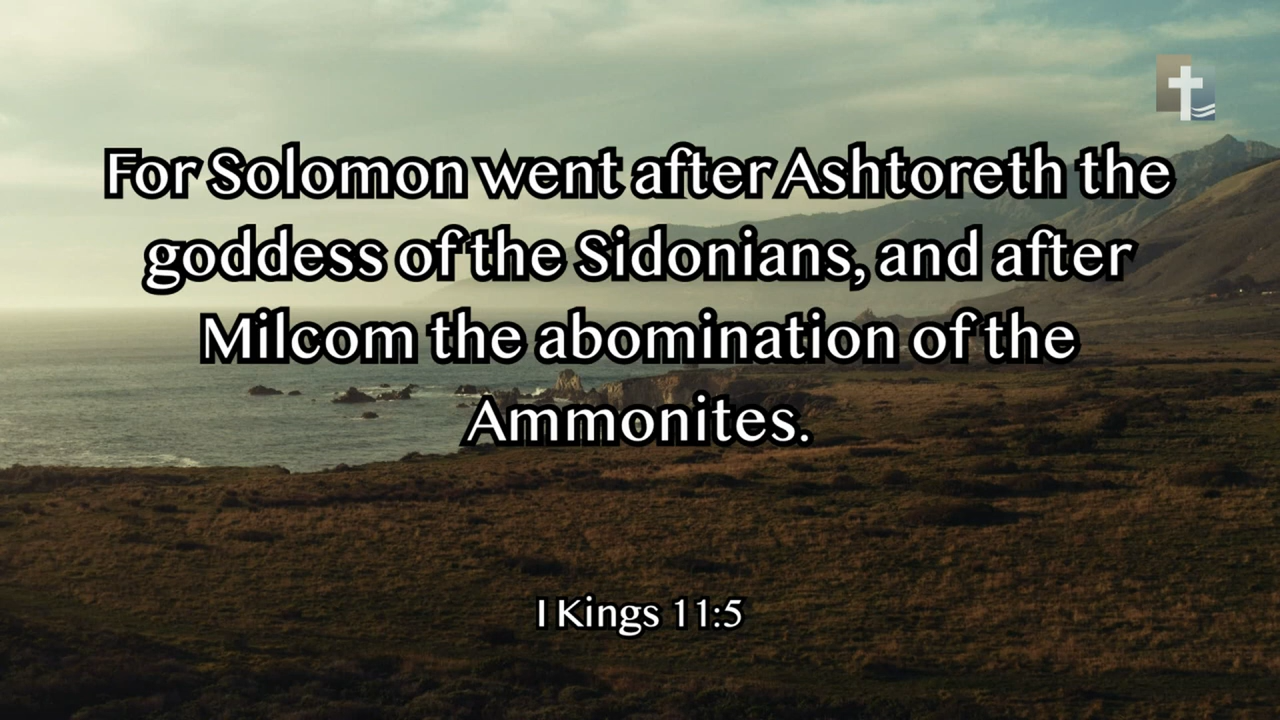 For Solomon went after Ashtoreth the
goddess of the Sidonians, and after
Milcom the abomination of the
Ammonites.
I Kings 11:5